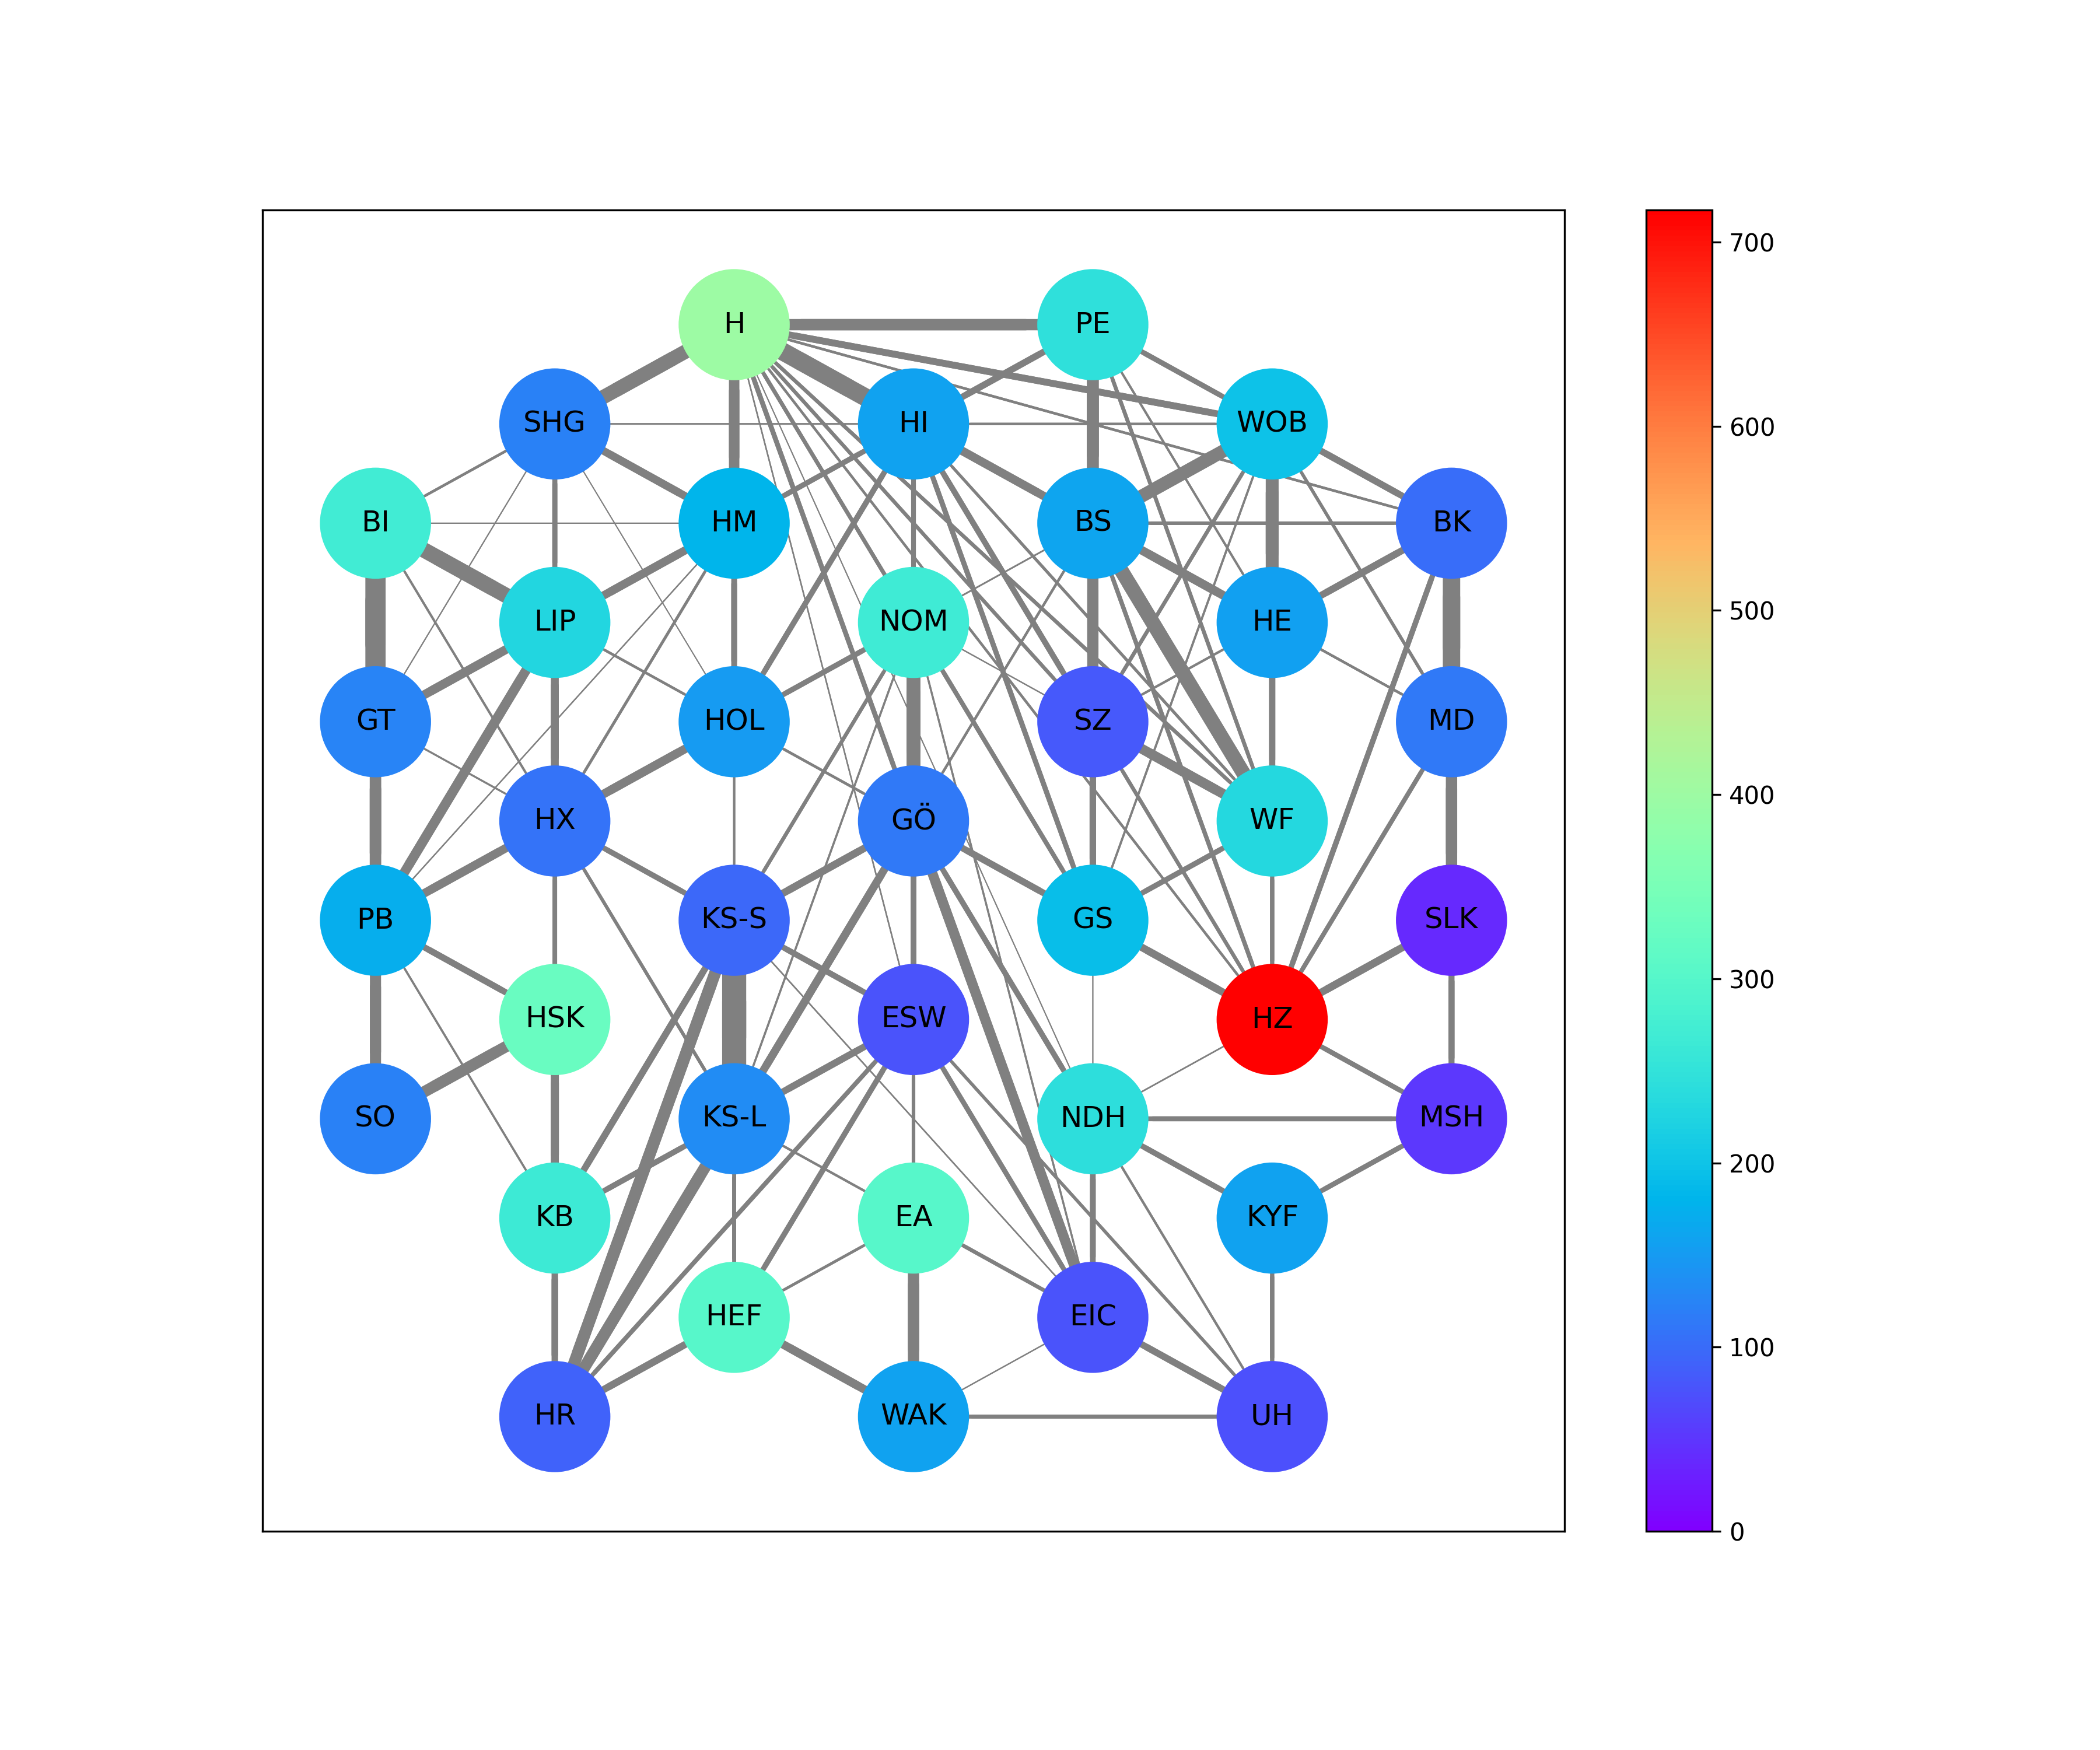 H
PE
SHG
HI
WOB
BI
HM
BS
BK
LIP
NOM
HE
GT
HOL
SZ
MD
HX
GÖ
WF
PB
KS-S
GS
SLK
HSK
ESW
HZ
SO
KS-L
NDH
MSH
KB
EA
KYF
HEF
EIC
HR
WAK
UH
700
600
500
400
300
200
100
0